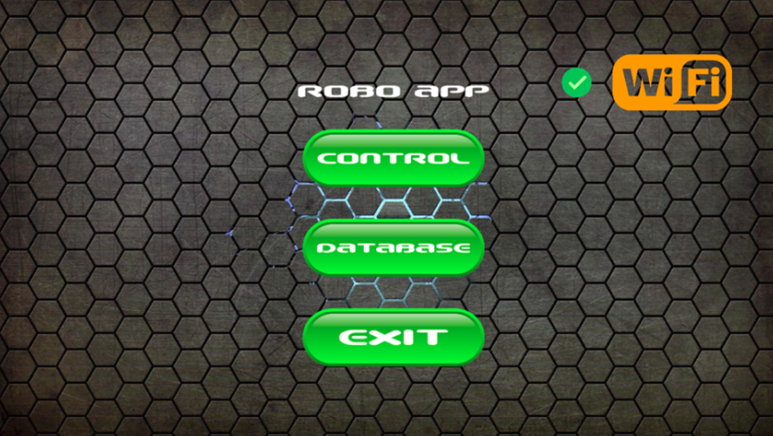 ROBO APP
WiFi
CONTROL
DATABASE
EXIT